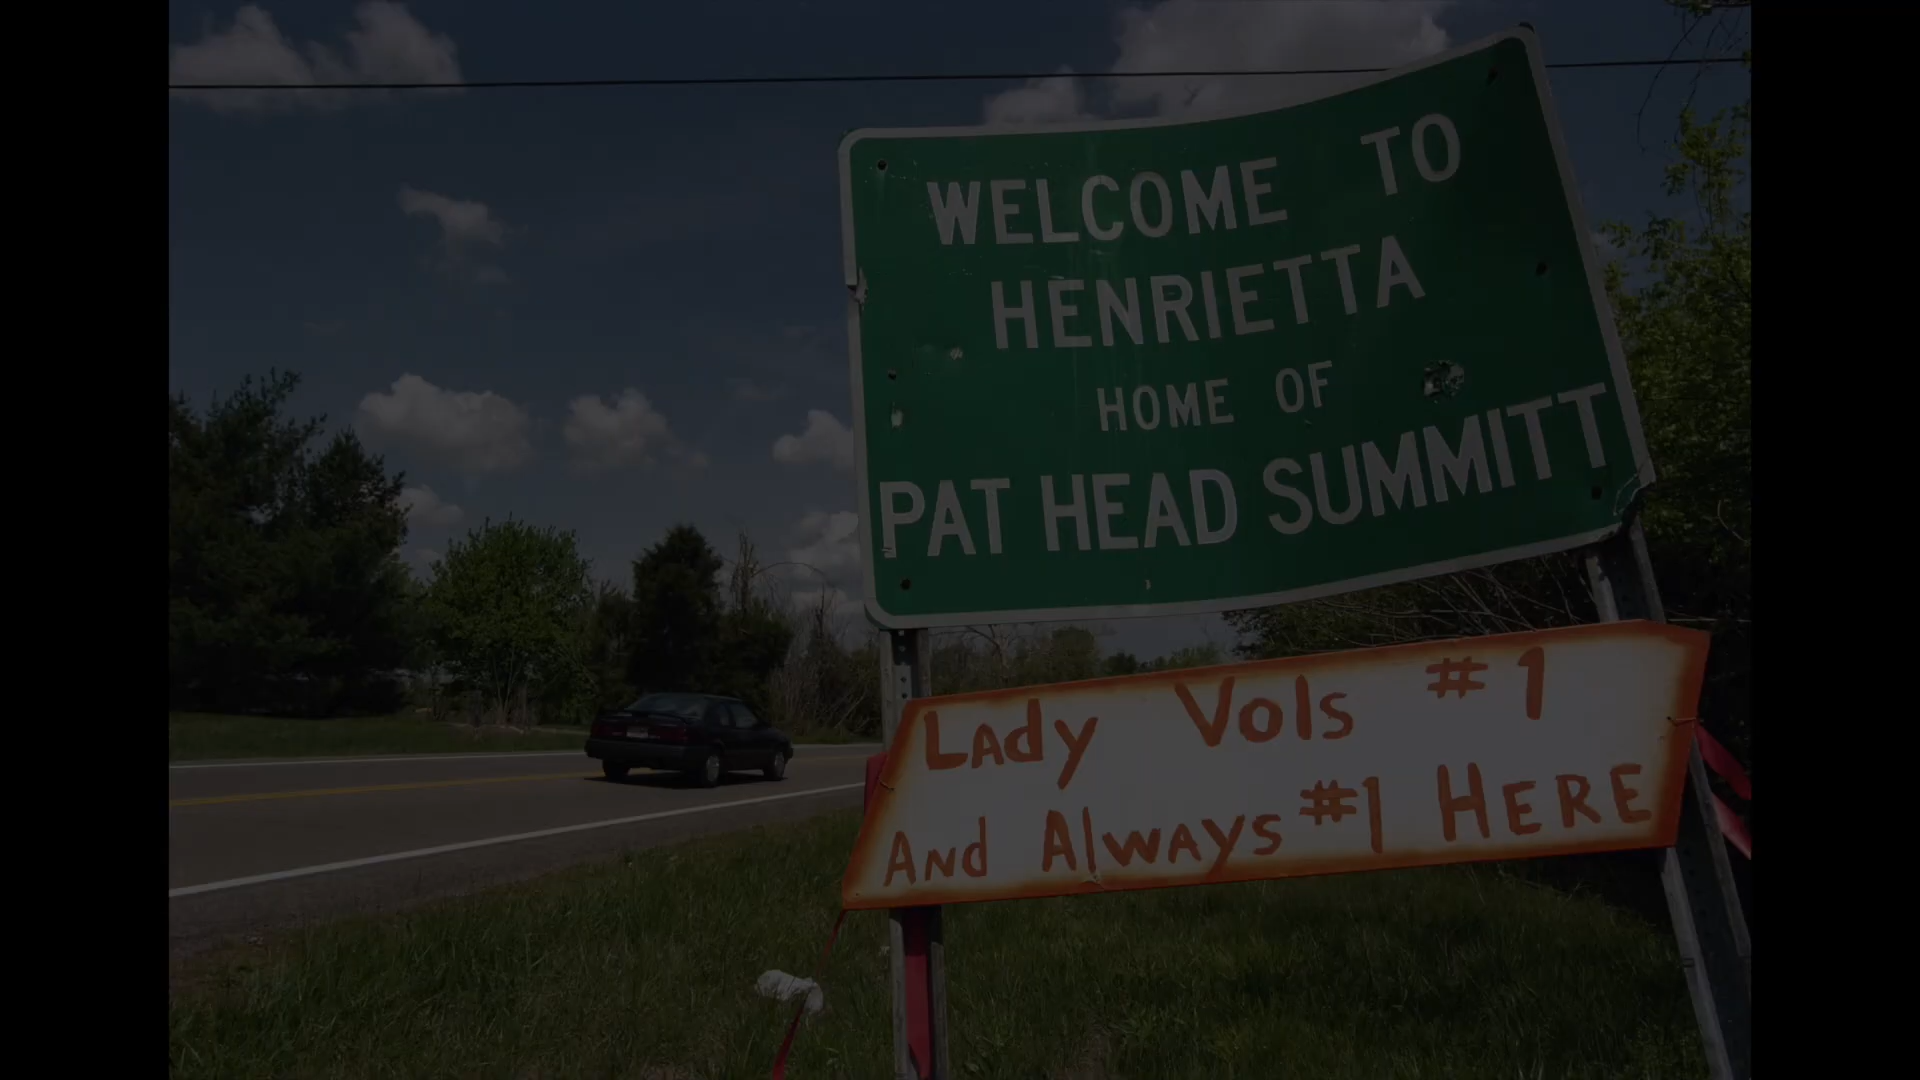 WELCOME TO
HENRIETTA
HOME OF
PAT HEAD SUMMITT
LADy Vols #1
AND AlWAYS #1 HERE